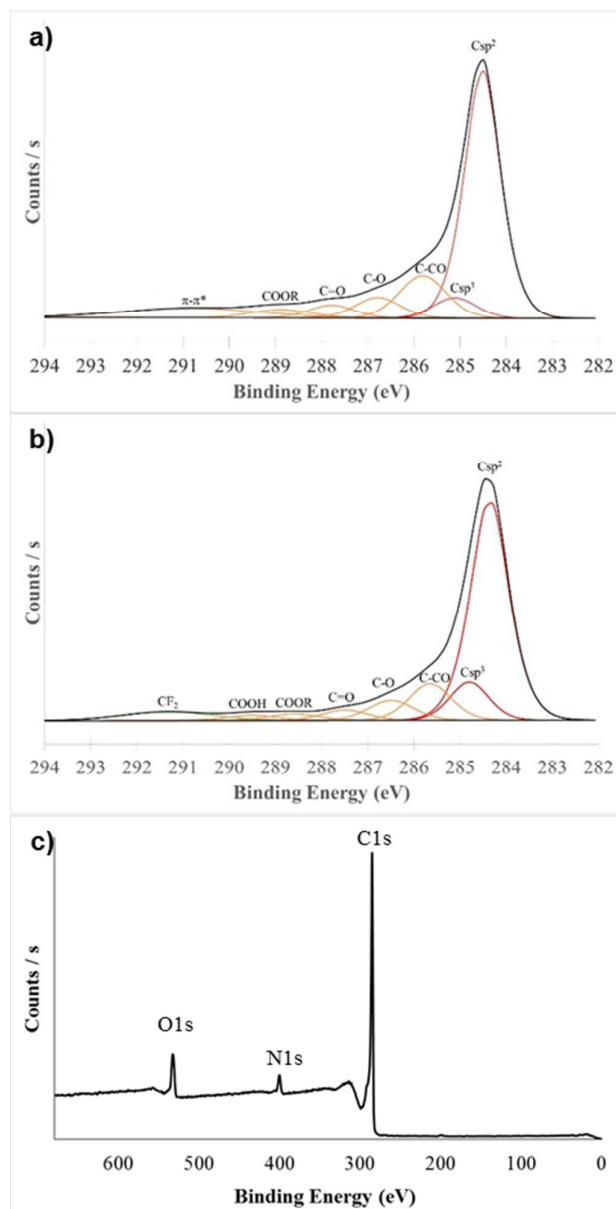 a)
Csp²
Counts / s
π-π*
COOR
C=O
C-O
C-CO
Csp³
294 293 292 291 290 289 288 287 286 285 284 283 282
Binding Energy (eV)
b)
Csp²
Counts / s
CF₂
COOH
COOR
C=O
C-O
C-CO
Csp³
294 293 292 291 290 289 288 287 286 285 284 283 282
Binding Energy (eV)
c)
C1s
Counts / s
O1s
N1s
600 500 400 300 200 100 0
Binding Energy (eV)